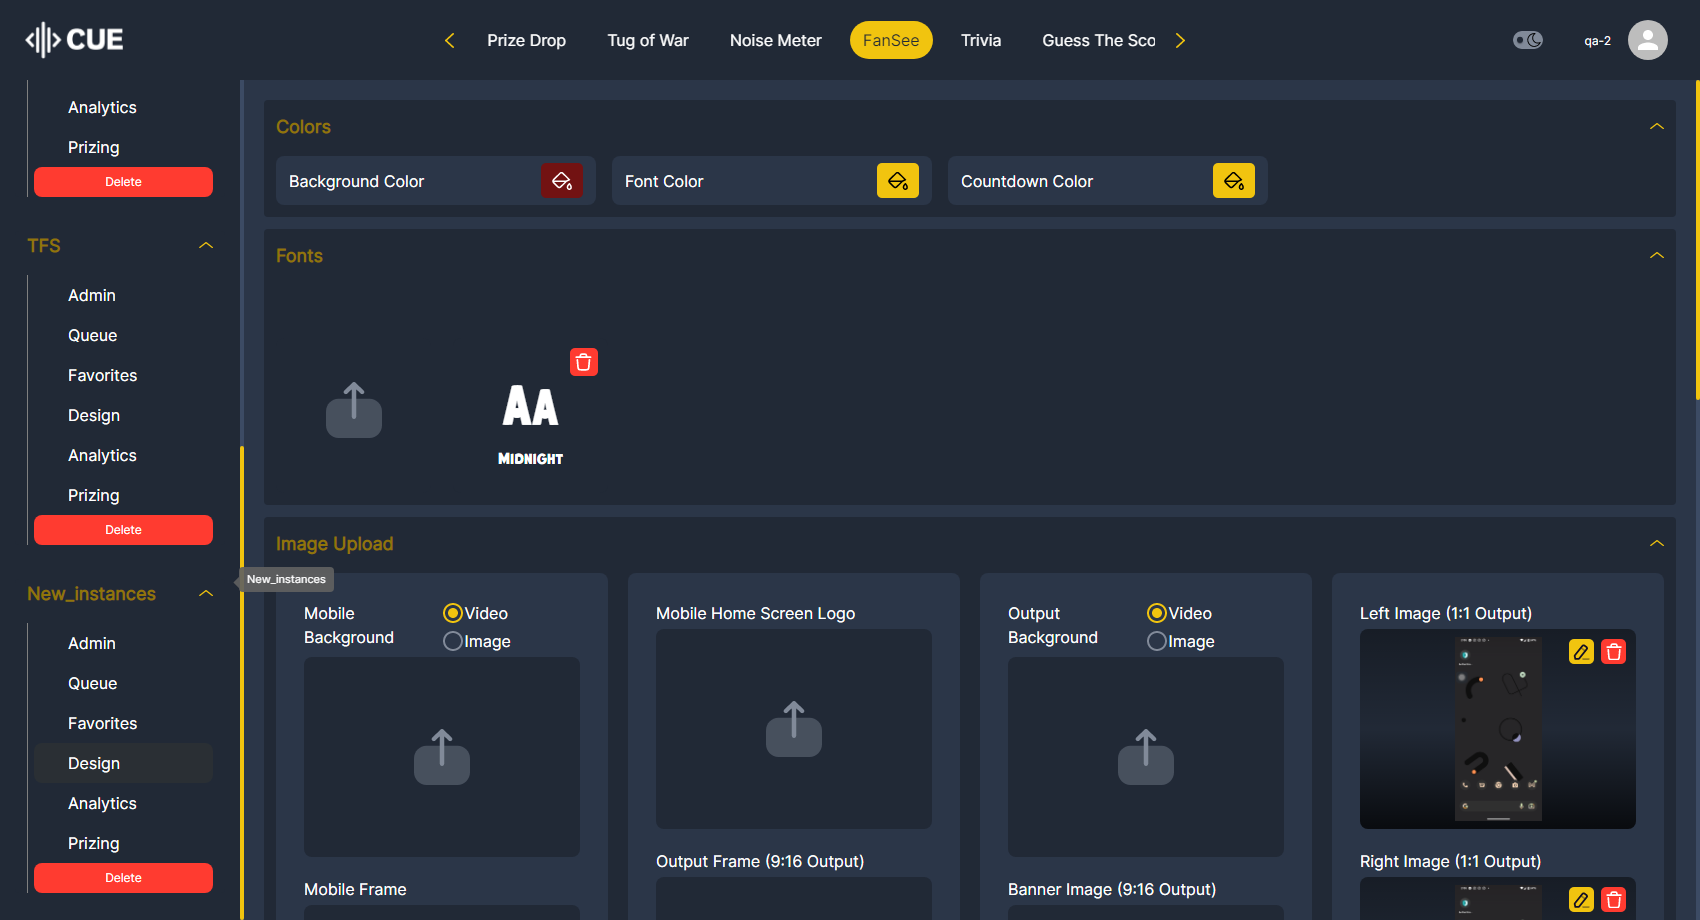 CUE
Prize Drop
Tug of War
Noise Meter
FanSee
Trivia
Guess The Sco
qa-2
Analytics
Prizing
Delete
TFS
Admin
Queue
Favorites
Design
Analytics
Prizing
Delete
New_instances
New_instances
Admin
Queue
Favorites
Design
Analytics
Prizing
Delete
Colors
Background Color
Font Color
Countdown Color
Fonts
AA
MIDNIGHT
Image Upload
Mobile
Background
Video
Image
Mobile Frame
Mobile Home Screen Logo
Output Frame (9:16 Output)
Output
Background
Video
Image
Banner Image (9:16 Output)
Left Image (1:1 Output)
Right Image (1:1 Output)